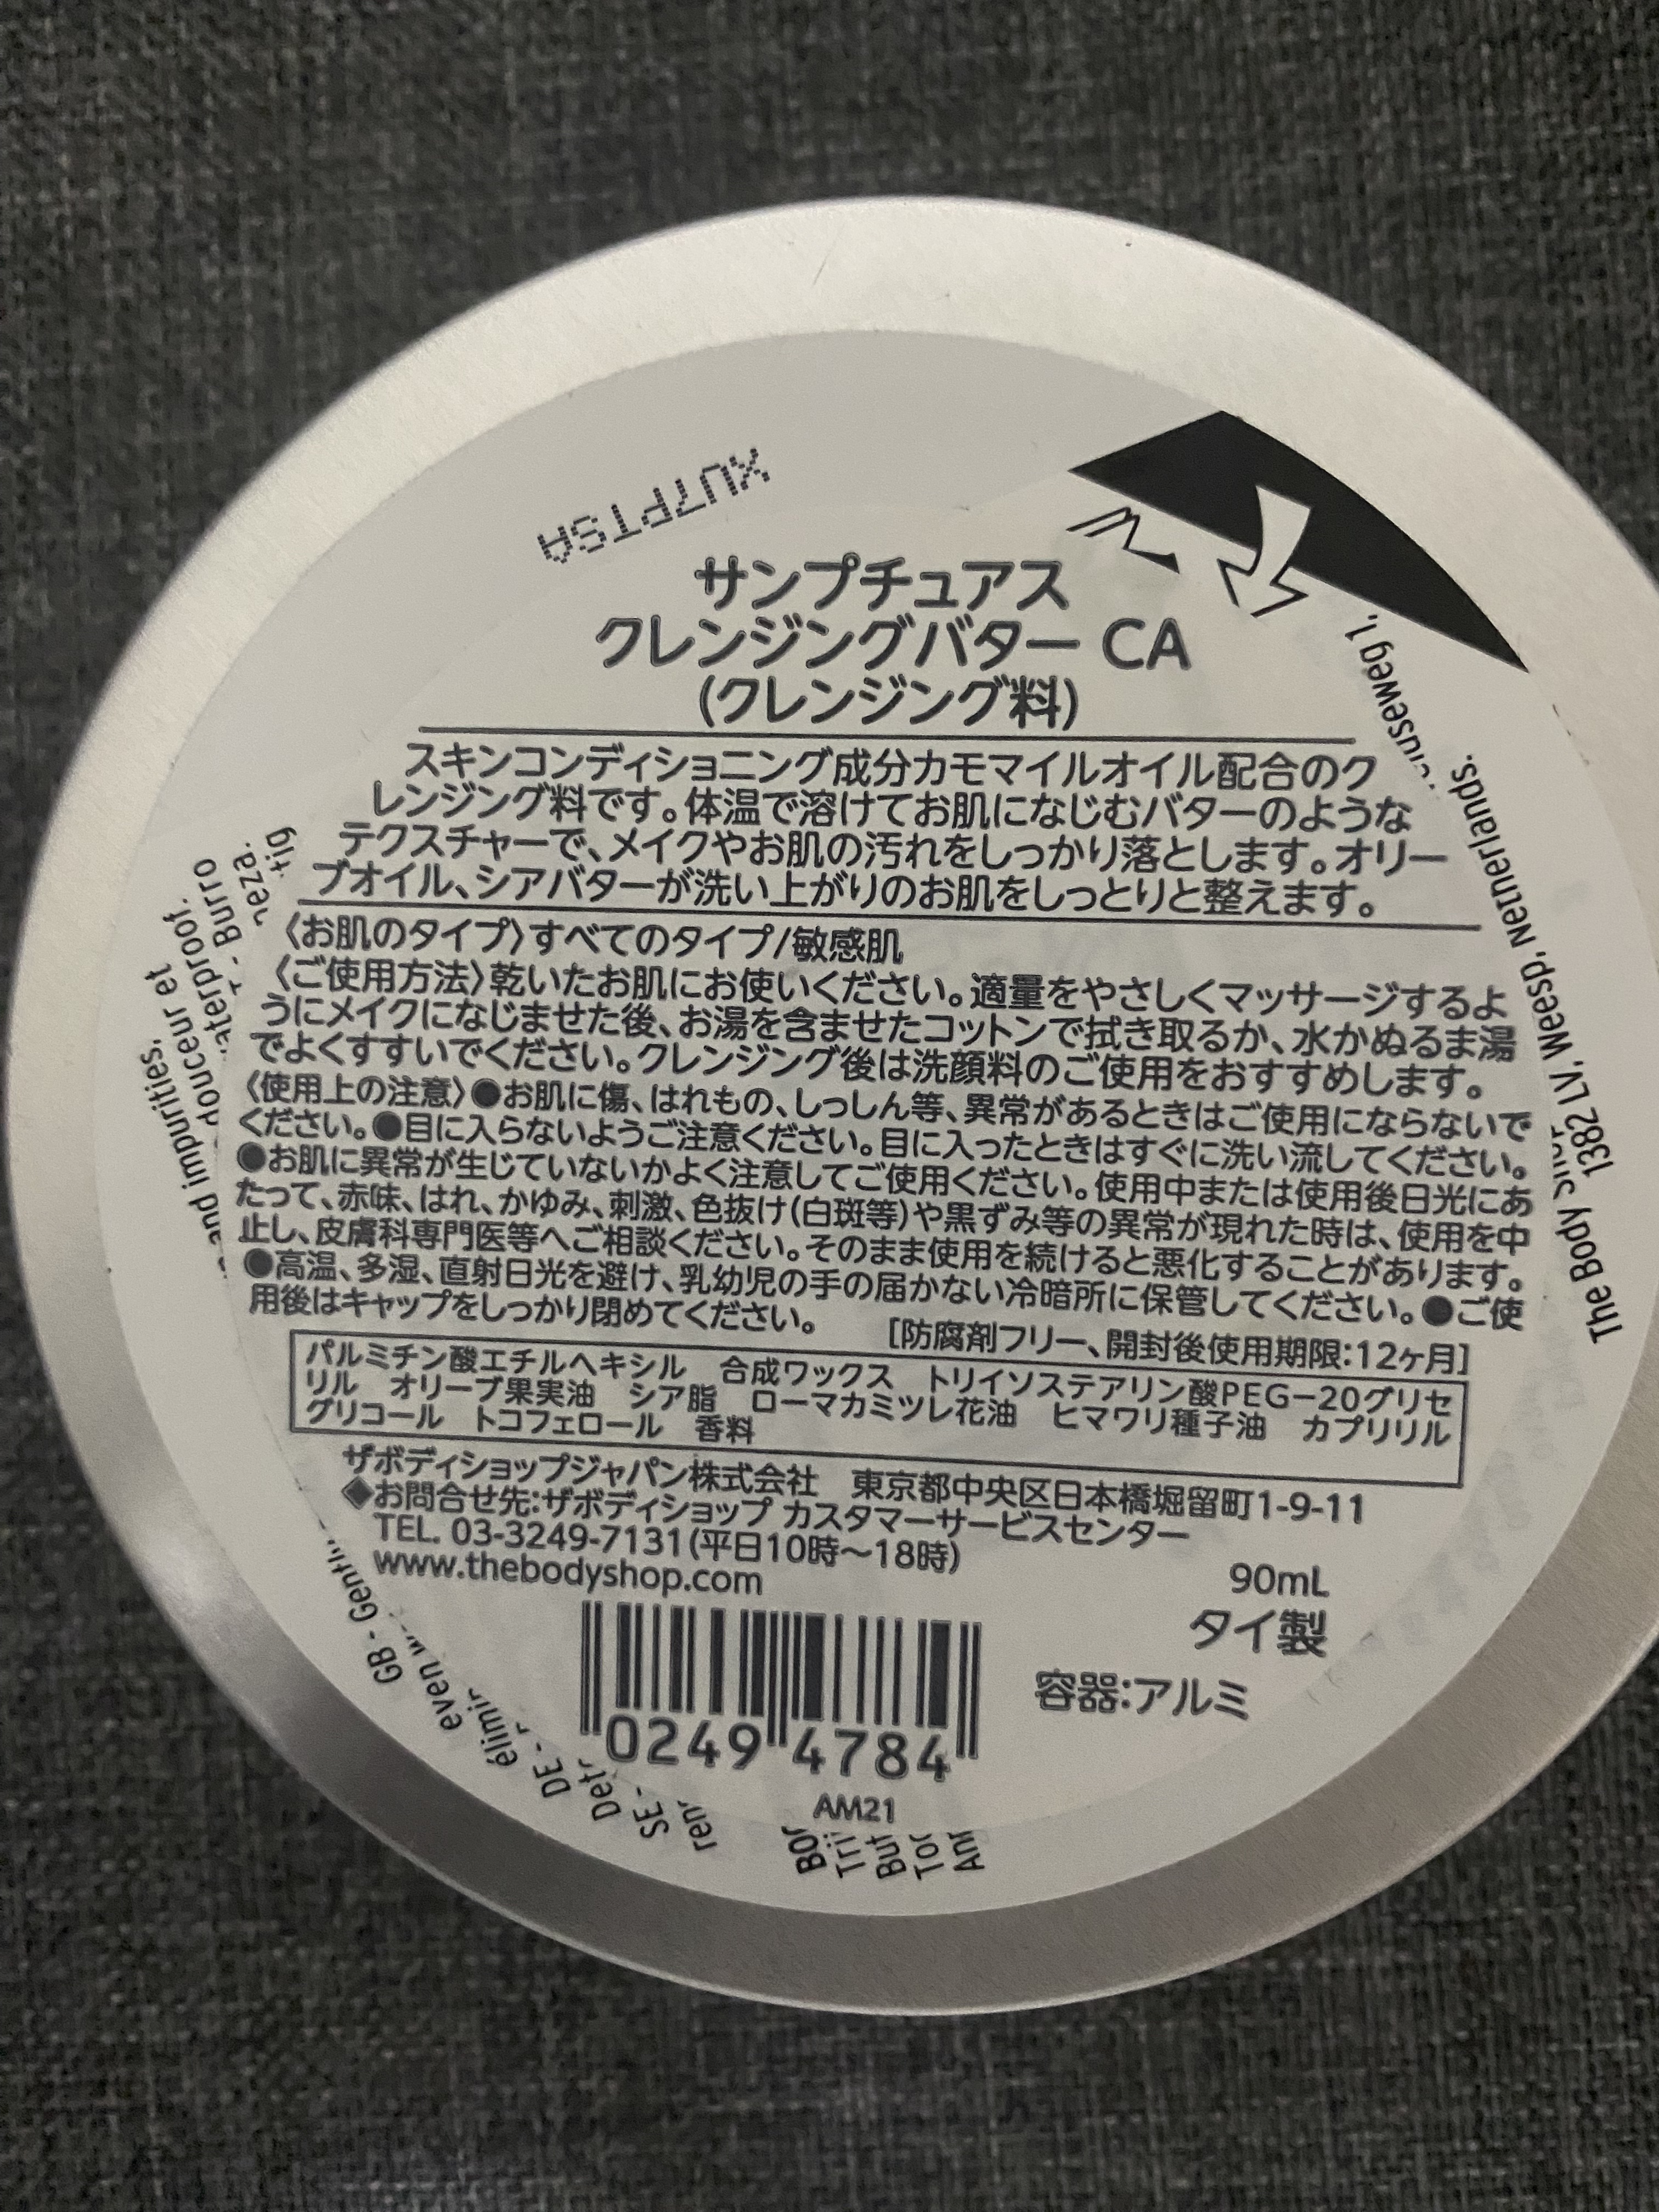 XU7PTSA
サンプチュアス
クレンジングバター CA
(クレンジング料)
スキンコンディショニング成分カモマイルオイル配合のク
レンジング料です。体温で溶けてお肌になじむバターのような
テクスチャーで、メイクやお肌の汚れをしっかり落とします。オリー
ブオイル、シアバターが洗い上がりのお肌をしっとりと整えます。
〈お肌のタイプ〉すべてのタイプ/敏感肌
〈ご使用方法〉乾いたお肌にお使いください。適量をやさしくマッサージするよ
うにメイクになじませた後、お湯を含ませたコットンで拭き取るか、水かぬるま湯
でよくすすいでください。クレンジング後は洗顔料のご使用をおすすめします。
〈使用上の注意〉●お肌に傷、はれもの、しっしん等、異常があるときはご使用にならないで
ください。●目に入らないようご注意ください。目に入ったときはすぐに洗い流してください。
●お肌に異常が生じていないかよく注意してご使用ください。使用中または使用後日光にあ
たって、赤味、はれ、かゆみ、刺激、色抜け(白斑等)や黒ずみ等の異常が現れた時は、使用を中
止し、皮膚科専門医等へご相談ください。そのまま使用を続けると悪化することがあります。
●高温、多湿、直射日光を避け、乳幼児の手の届かない冷暗所に保管してください。●ご使
用後はキャップをしっかり閉めてください。 [防腐剤フリー、開封後使用期限:12ヶ月]
パルミチン酸エチルヘキシル 合成ワックス トリイソステアリン酸PEG-20グリセ
リル オリーブ果実油 シア脂 ローマカミツレ花油 ヒマワリ種子油 カプリリル
グリコール トコフェロール 香料
ザボディショップジャパン株式会社 東京都中央区日本橋堀留町1-9-11
◆お問合せ先:ザボディショップ カスタマーサービスセンター
TEL. 03-3249-7131(平日10時〜18時)
www.thebodyshop.com
90mL
タイ製
容器:アルミ
0249 4784
AM21
The Body
1382 LV, Weesp, Netherlands.
and impurities,
waterproof.
douceur et
- Burro
GB - Gently
even w
DE -
SE -